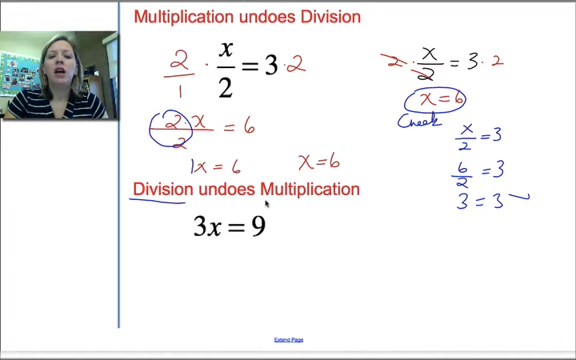 Multiplication undoes Division
2/1 · x/2 = 3 · 2
2 · x/2 = 3 · 2
x = 6
Check
2 · x/2 = 6
x/2 = 3
1x = 6
x = 6
6/2 = 3
3 = 3
Division undoes Multiplication
3x = 9
Extend Page